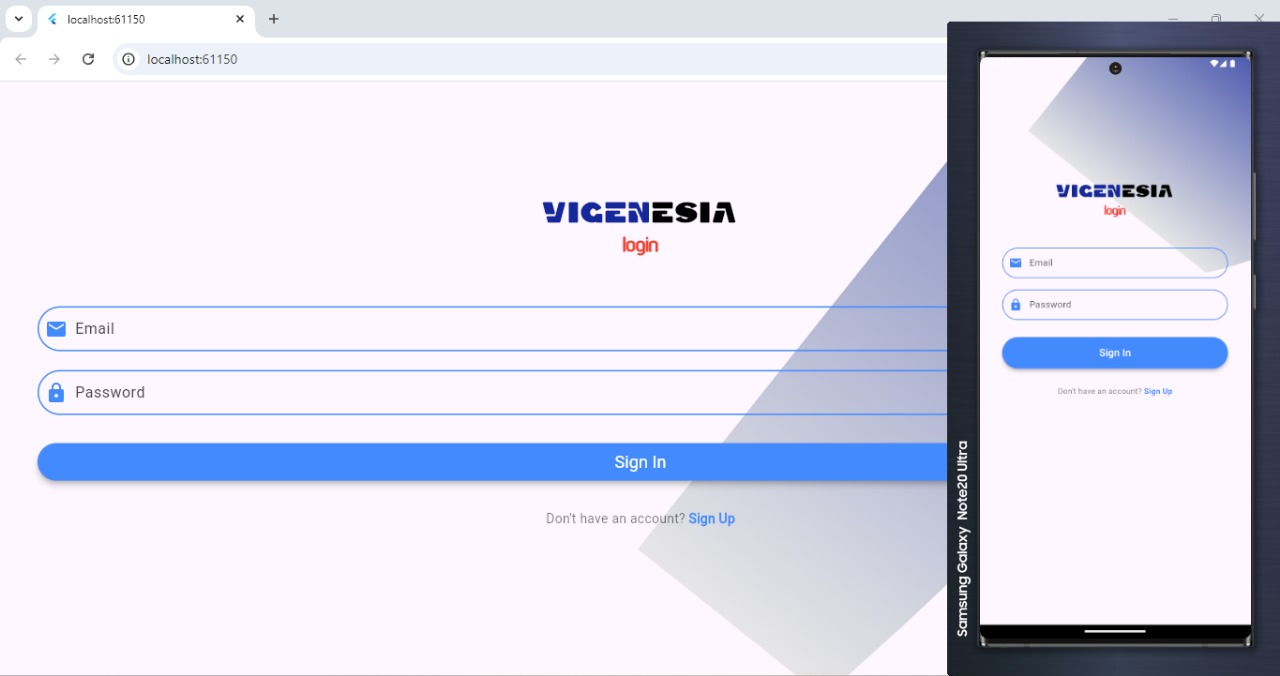 localhost:61150
localhost:61150
VIGENESIA
login
Email
Password
Sign In
Don't have an account? Sign Up
VIGENESIA
login
Email
Password
Sign In
Don't have an account? Sign Up
Samsung Galaxy Note20 Ultra